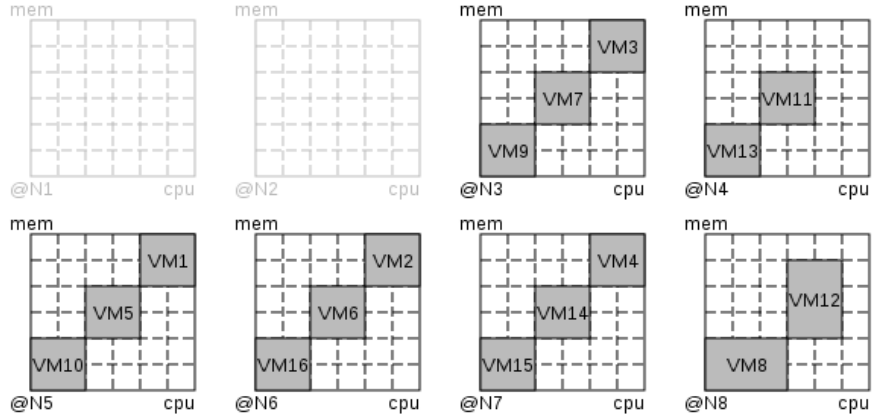 mem mem mem mem
VM3
VM7 VM11
VM9 VM13
@N1 cpu @N2 cpu @N3 cpu @N4 cpu
mem mem mem mem
VM1 VM2 VM4
VM12
VM5 VM6 VM14
VM10 VM16 VM15 VM8
@N5 cpu @N6 cpu @N7 cpu @N8 cpu